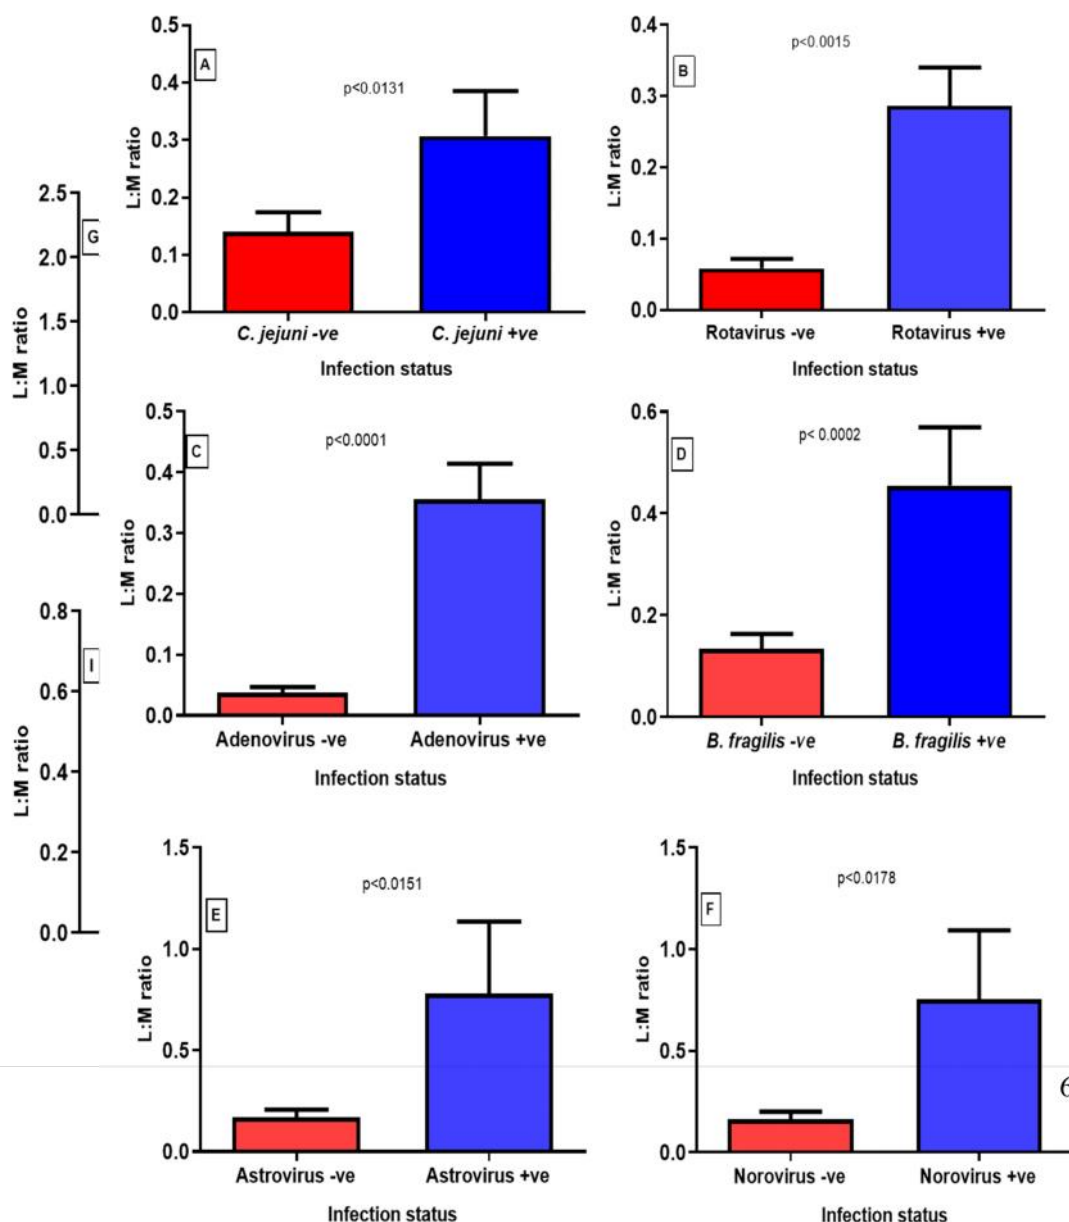 A
p<0.0131
L:M ratio
0.5
0.4
0.3
0.2
0.1
0.0
C. jejuni -ve
C. jejuni +ve
Infection status
B
p<0.0015
L:M ratio
0.4
0.3
0.2
0.1
0.0
Rotavirus -ve
Rotavirus +ve
Infection status
G
L:M ratio
2.5
2.0
1.5
1.0
0.5
0.0
C
p<0.0001
L:M ratio
0.5
0.4
0.3
0.2
0.1
0.0
Adenovirus -ve
Adenovirus +ve
Infection status
D
p< 0.0002
L:M ratio
0.6
0.4
0.2
0.0
B. fragilis -ve
B. fragilis +ve
Infection status
I
L:M ratio
0.8
0.6
0.4
0.2
0.0
E
p<0.0151
L:M ratio
1.5
1.0
0.5
0.0
Astrovirus -ve
Astrovirus +ve
Infection status
F
p<0.0178
L:M ratio
1.5
1.0
0.5
0.0
Norovirus -ve
Norovirus +ve
Infection status